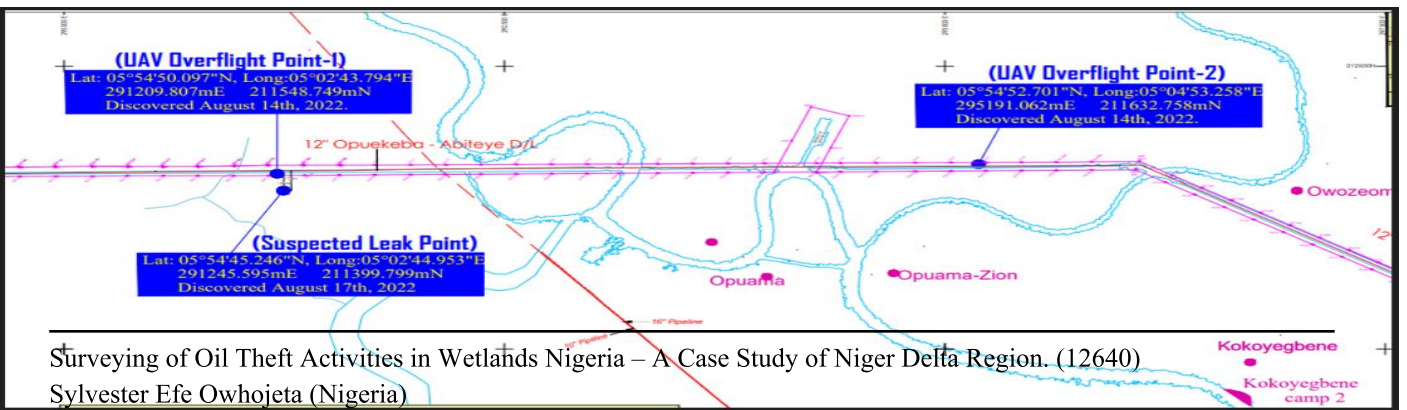 (UAV Overflight Point-1)
Lat: 05°54'50.097"N, Long:05°02'43.794"E
291209.807mE 211548.749mN
Discovered August 14th, 2022.
(UAV Overflight Point-2)
Lat: 05°54'52.701"N, Long:05°04'53.258"E
295191.062mE 211632.758mN
Discovered August 14th, 2022.
12" Opuekeba - Abiteye D/L
Owozeom
12"
(Suspected Leak Point)
Lat: 05°54'45.246"N, Long:05°02'44.953"E
291245.595mE 211399.799mN
Discovered August 17th, 2022
Opuama
Opuama-Zion
16" Pipeline
10" Pipeline
Kokoyegbene
Kokoyegbene
camp 2
Surveying of Oil Theft Activities in Wetlands Nigeria – A Case Study of Niger Delta Region. (12640)
Sylvester Efe Owhojeta (Nigeria)